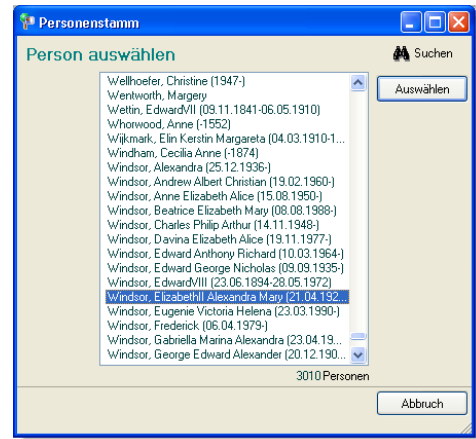 Personenstamm
Person auswählen
Suchen
Wellhoefer, Christine (1947-)
Auswählen
Wentworth, Margery
Wettin, EdwardVII (09.11.1841-06.05.1910)
Whorwood, Anne (-1552)
Wijkmark, Elin Kerstin Margareta (04.03.1910-1...
Windham, Cecilia Anne (-1874)
Windsor, Alexandra (25.12.1936-)
Windsor, Andrew Albert Christian (19.02.1960-)
Windsor, Anne Elizabeth Alice (15.08.1950-)
Windsor, Beatrice Elizabeth Mary (08.08.1988-)
Windsor, Charles Philip Arthur (14.11.1948-)
Windsor, Davina Elizabeth Alice (19.11.1977-)
Windsor, Edward Anthony Richard (10.03.1964-)
Windsor, Edward George Nicholas (09.09.1935-)
Windsor, EdwardVIII (23.06.1894-28.05.1972)
Windsor, ElizabethII Alexandra Mary (21.04.192...
Windsor, Eugenie Victoria Helena (23.03.1990-)
Windsor, Frederick (06.04.1979-)
Windsor, Gabriella Marina Alexandra (23.04.19...
Windsor, George Edward Alexander (20.12.190...
3010 Personen
Abbruch